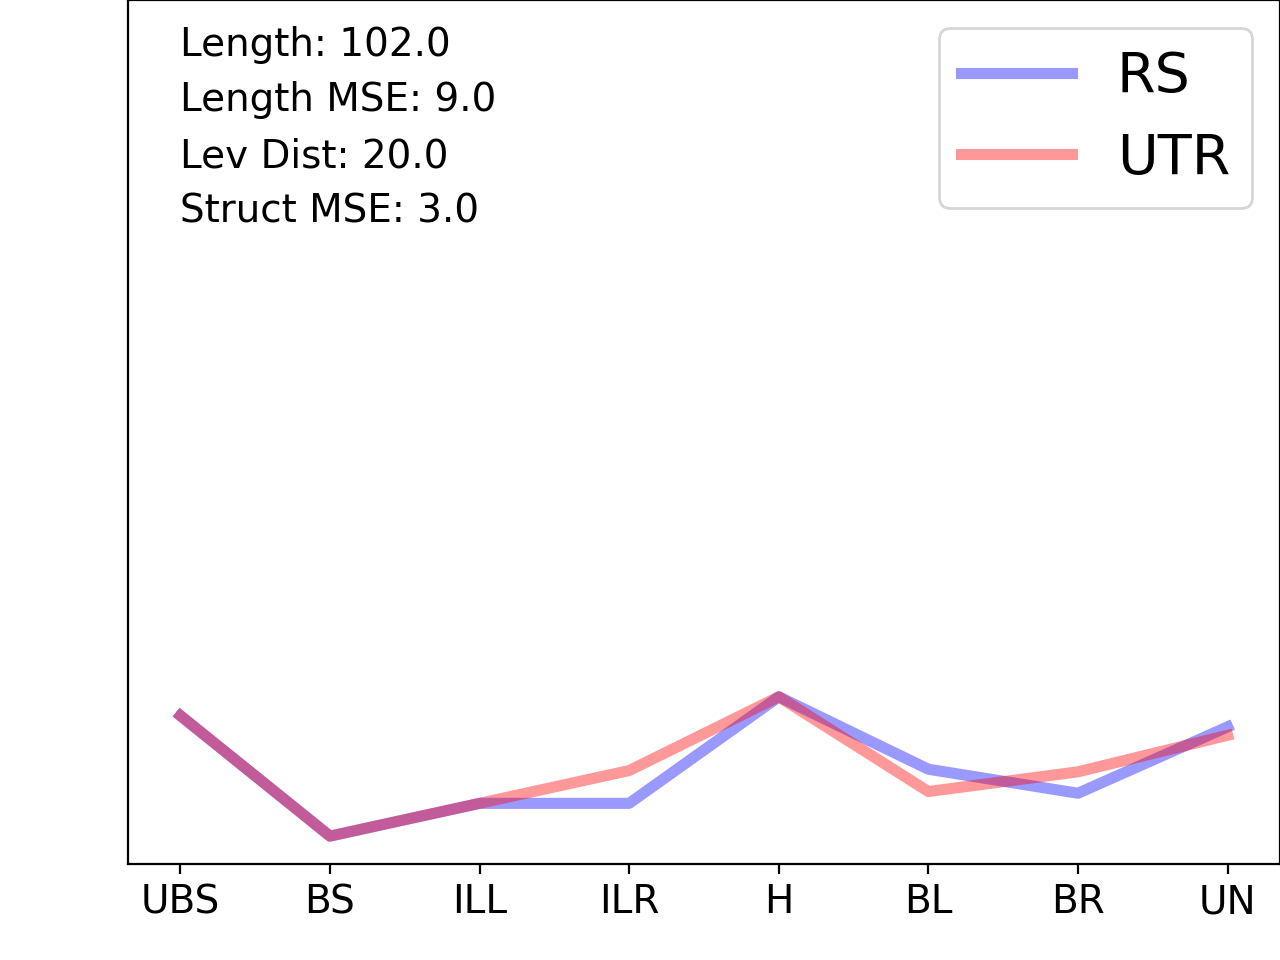 Length: 102.0
Length MSE: 9.0
Lev Dist: 20.0
Struct MSE: 3.0
RS
UTR
UBS BS ILL ILR H BL BR UN